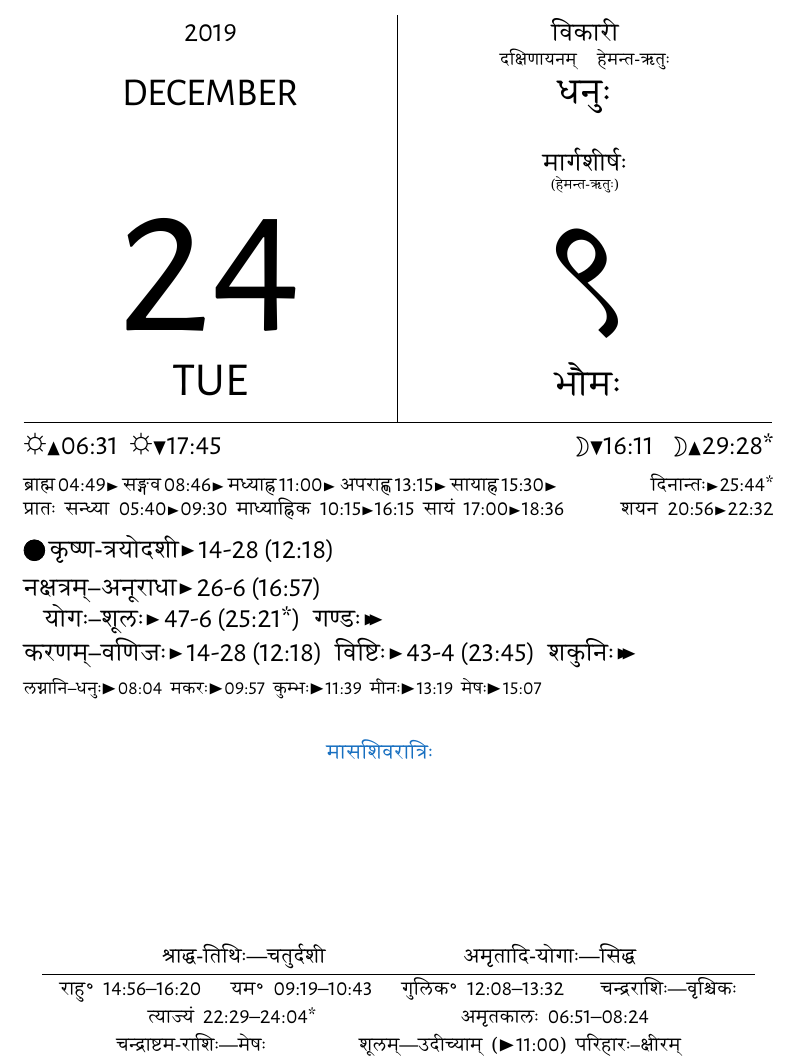 2019
DECEMBER
24
TUE
विकारी
दक्षिणायनम् हेमन्त-ऋतुः
धनुः
मार्गशीर्षः
(हेमन्त-ऋतुः)
९
भौमः
☼▲06:31 ☼▼17:45 ☽▼16:11 ☽▲29:28*
ब्राह्म 04:49► सङ्गव 08:46► मध्याह्न 11:00► अपराह्ण 13:15► सायाह्न 15:30► दिनान्तः►25:44*
प्रातः सन्ध्या 05:40►09:30 माध्याह्निक 10:15►16:15 सायं 17:00►18:36 शयन 20:56►22:32
●कृष्ण-त्रयोदशी►14-28 (12:18)
नक्षत्रम्–अनूराधा►26-6 (16:57)
योगः–शूलः►47-6 (25:21*) गण्डः►►
करणम्–वणिजः►14-28 (12:18) विष्टिः►43-4 (23:45) शकुनिः►►
लग्नानि–धनुः►08:04 मकरः►09:57 कुम्भः►11:39 मीनः►13:19 मेषः►15:07
मासशिवरात्रिः
श्राद्ध-तिथिः—चतुर्दशी अमृतादि-योगाः—सिद्ध
राहु॰ 14:56–16:20 यम॰ 09:19–10:43 गुलिक॰ 12:08–13:32 चन्द्रराशिः—वृश्चिकः
त्याज्यं 22:29–24:04* अमृतकालः 06:51–08:24
चन्द्राष्टम-राशिः—मेषः शूलम्—उदीच्याम् (►11:00) परिहारः–क्षीरम्